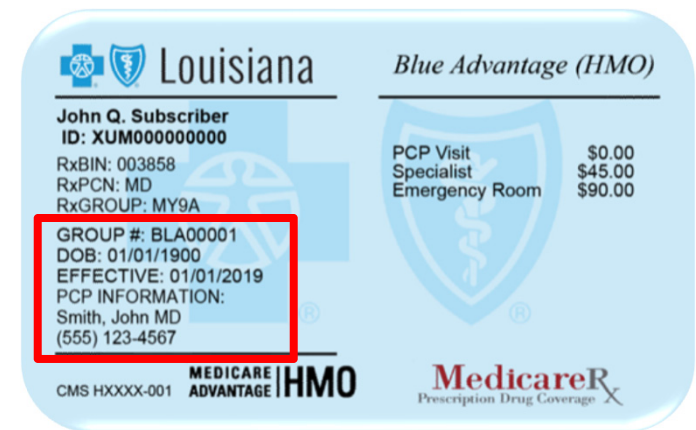 Louisiana
Blue Advantage (HMO)
John Q. Subscriber
ID: XUM000000000
RxBIN: 003858
RxPCN: MD
RxGROUP: MY9A
GROUP #: BLA00001
DOB: 01/01/1900
EFFECTIVE: 01/01/2019
PCP INFORMATION:
Smith, John MD
(555) 123-4567
PCP Visit $0.00
Specialist $45.00
Emergency Room $90.00
CMS HXXXX-001 MEDICARE ADVANTAGE HMO
MedicareRx
Prescription Drug Coverage